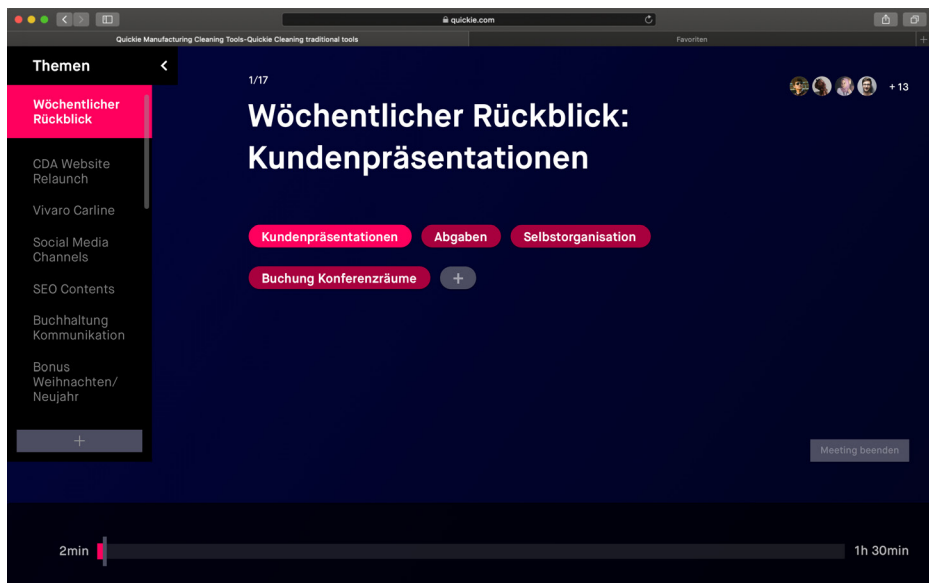 quickie.com
Quickie Manufacturing Cleaning Tools-Quickie Cleaning traditional tools
Favoriten
Themen
Wöchentlicher
Rückblick
CDA Website
Relaunch
Vivaro Carline
Social Media
Channels
SEO Contents
Buchhaltung
Kommunikation
Bonus
Weihnachten/
Neujahr
1/17
+ 13
Wöchentlicher Rückblick:
Kundenpräsentationen
Kundenpräsentationen Abgaben Selbstorganisation
Buchung Konferenzräume +
Meeting beenden
2min 1h 30min